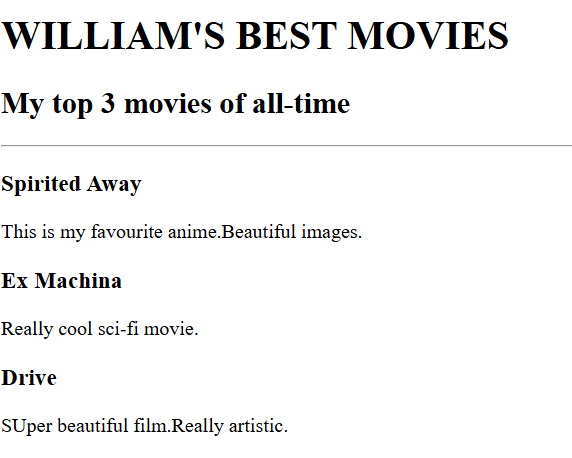 WILLIAM'S BEST MOVIES
My top 3 movies of all-time
Spirited Away
This is my favourite anime.Beautiful images.
Ex Machina
Really cool sci-fi movie.
Drive
SUper beautiful film.Really artistic.